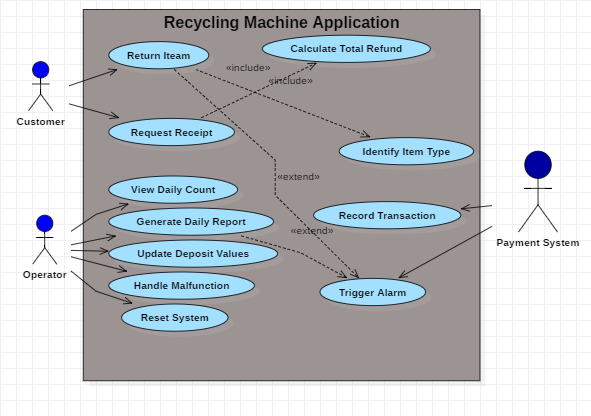 Recycling Machine Application
Return Iteam
Calculate Total Refund
«include»
«include»
Customer
Request Receipt
Identify Item Type
«extend»
View Daily Count
Generate Daily Report
Record Transaction
Payment System
«extend»
Operator
Update Deposit Values
Handle Malfunction
Trigger Alarm
Reset System